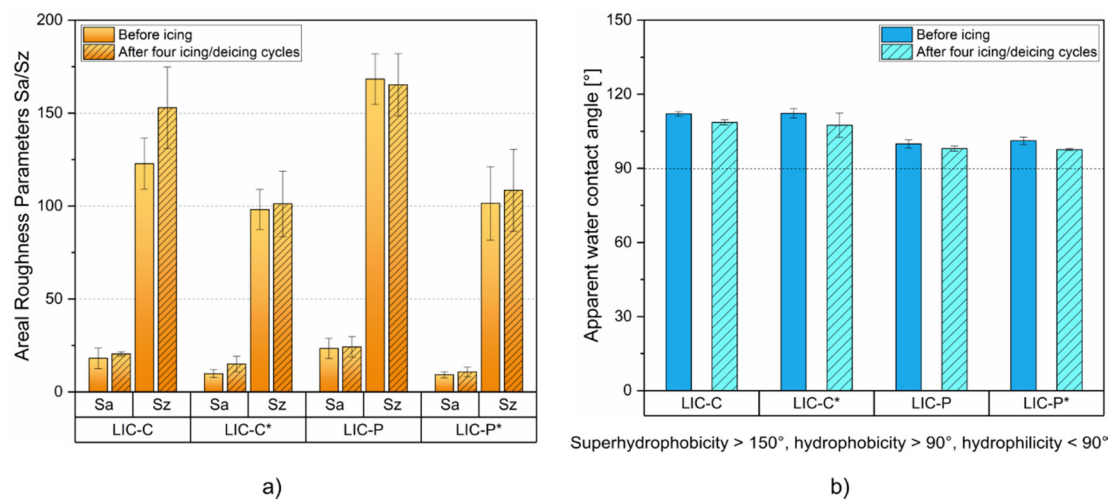 200
150
100
50
0
Areal Roughness Parameters Sa/Sz
Before icing
After four icing/deicing cycles
Sa Sz Sa Sz Sa Sz Sa Sz
LIC-C LIC-C* LIC-P LIC-P*
a)
150
120
90
60
30
0
Apparent water contact angle [°]
Before icing
After four icing/deicing cycles
LIC-C LIC-C* LIC-P LIC-P*
Superhydrophobicity > 150°, hydrophobicity > 90°, hydrophilicity < 90°
b)